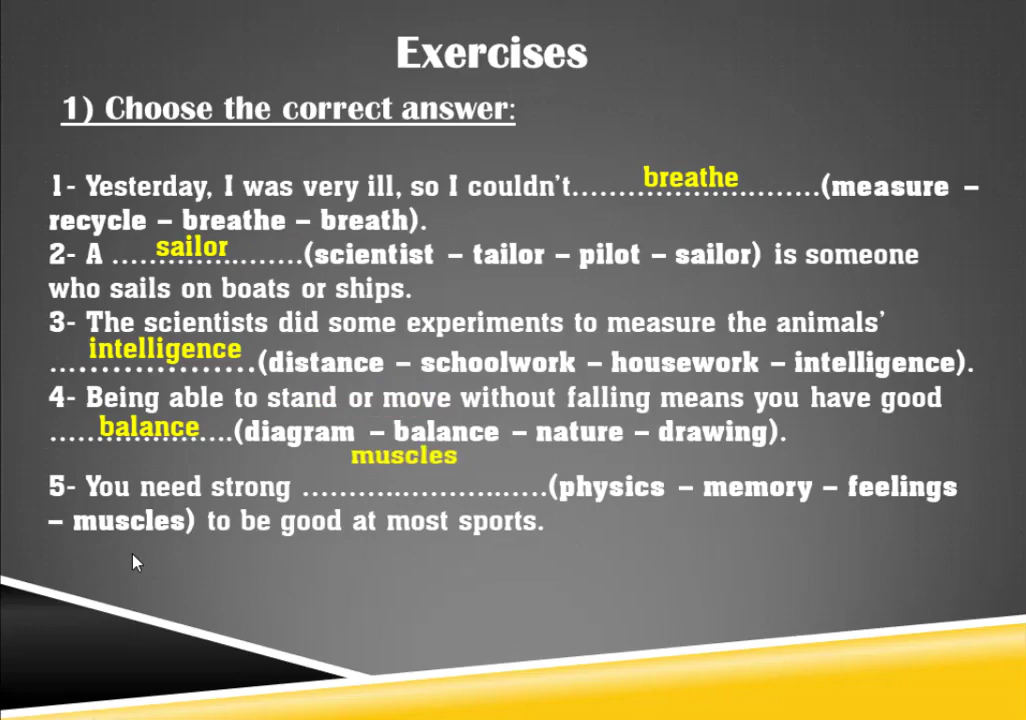 Exercises
1) Choose the correct answer:
1- Yesterday, I was very ill, so I couldn't............breathe............(measure –
recycle – breathe – breath).
2- A ......sailor......(scientist – tailor – pilot – sailor) is someone
who sails on boats or ships.
3- The scientists did some experiments to measure the animals'
......intelligence......(distance – schoolwork – housework – intelligence).
4- Being able to stand or move without falling means you have good
......balance......(diagram – balance – nature – drawing).
muscles
5- You need strong ..............................(physics – memory – feelings
– muscles) to be good at most sports.